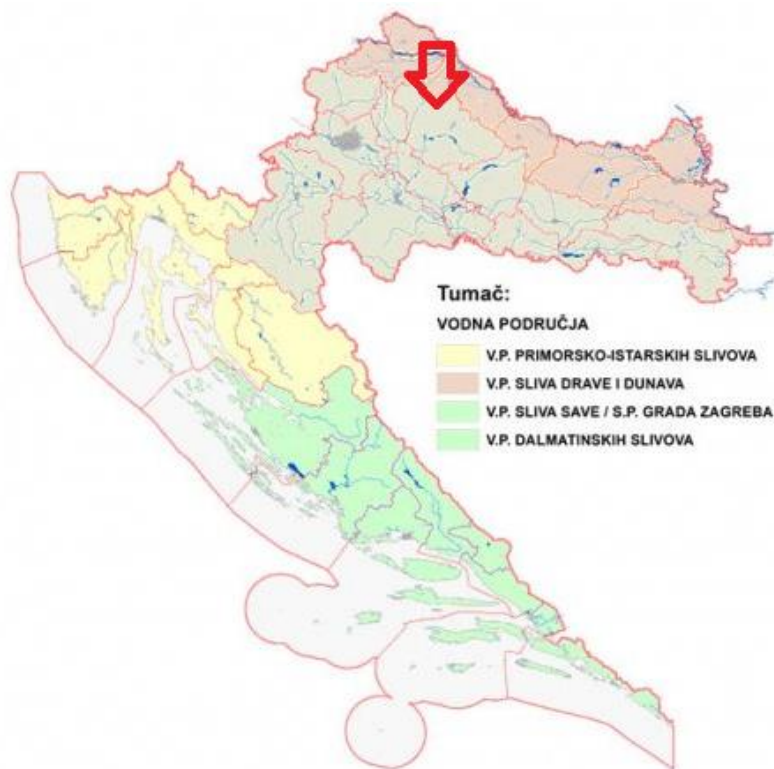 Tumač:
VODNA PODRUČJA
V.P. PRIMORSKO-ISTARSKIH SLIVOVA
V.P. SLIVA DRAVE I DUNAVA
V.P. SLIVA SAVE / S.P. GRADA ZAGREBA
V.P. DALMATINSKIH SLIVOVA